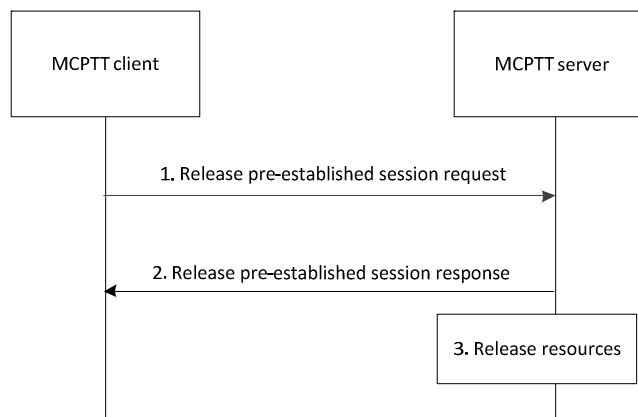 MCPTT client
MCPTT server
1. Release pre-established session request
2. Release pre-established session response
3. Release resources